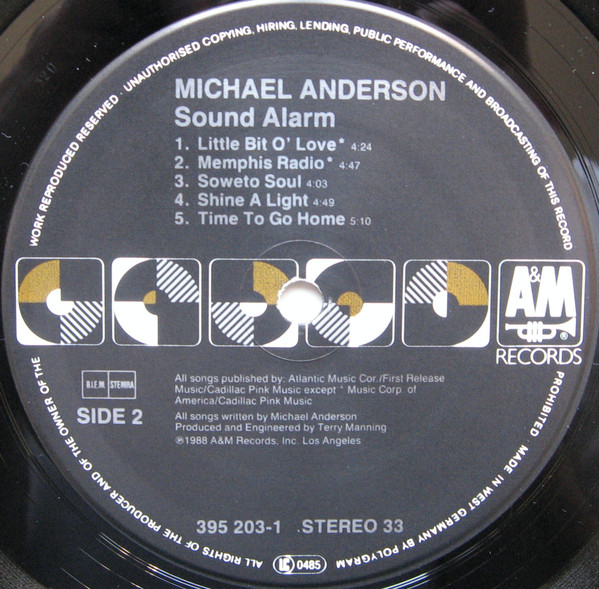 MICHAEL ANDERSON
Sound Alarm
1. Little Bit O' Love* 4:24
2. Memphis Radio* 4:47
3. Soweto Soul 4:03
4. Shine A Light 4:49
5. Time To Go Home 5:10
A&M
®
RECORDS
B.I.E.M. STEMRA
SIDE 2
All songs published by: Atlantic Music Cor./First Release
Music/Cadillac Pink Music except * Music Corp. of
America/Cadillac Pink Music
All songs written by Michael Anderson
Produced and Engineered by Terry Manning
℗1988 A&M Records, Inc. Los Angeles
395 203-1 .STEREO 33
LC 0485
ALL RIGHTS OF THE PRODUCER AND OF THE OWNER OF THE WORK REPRODUCED RESERVED · UNAUTHORISED COPYING, HIRING, LENDING, PUBLIC PERFORMANCE AND BROADCASTING OF THIS RECORD PROHIBITED · MADE IN WEST GERMANY BY POLYGRAM